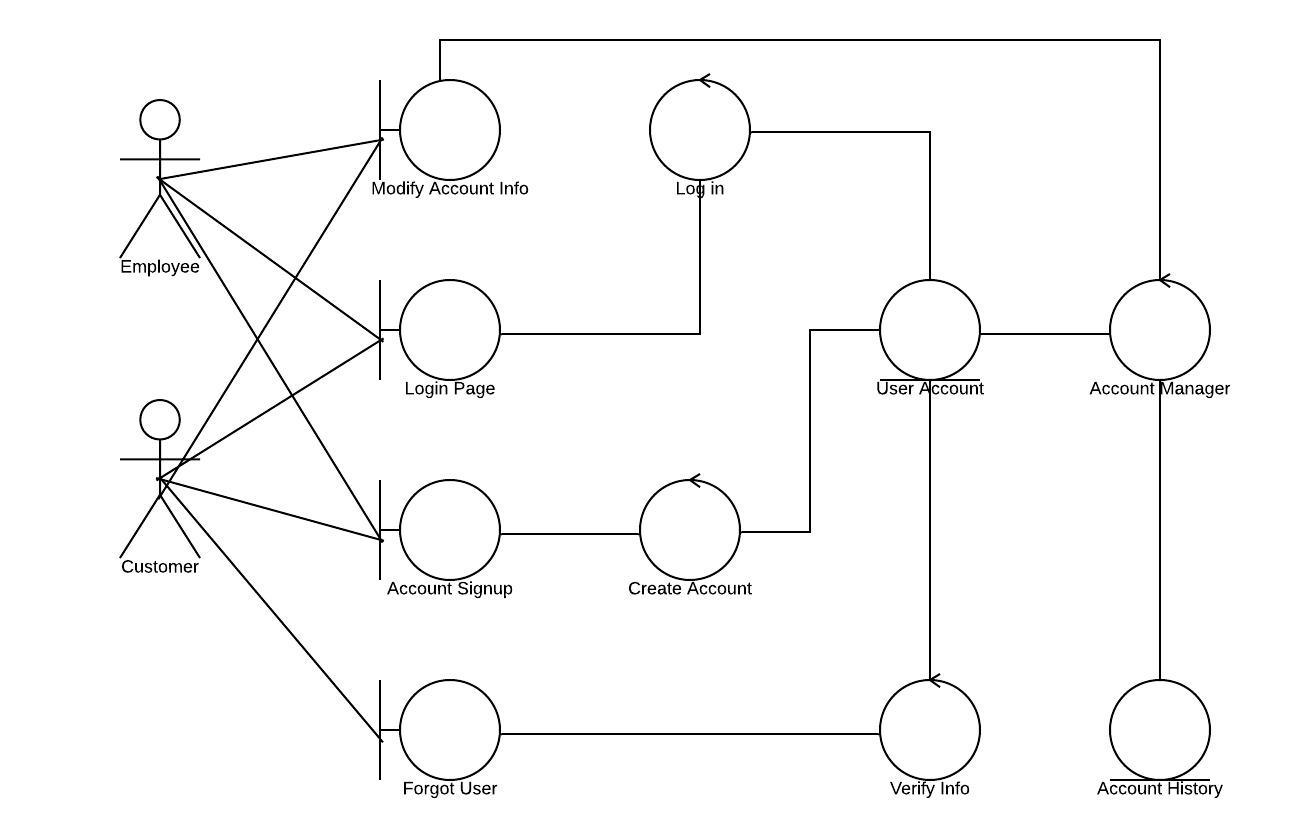 Modify Account Info
Log in
Employee
Login Page
User Account
Account Manager
Customer
Account Signup
Create Account
Forgot User
Verify Info
Account History